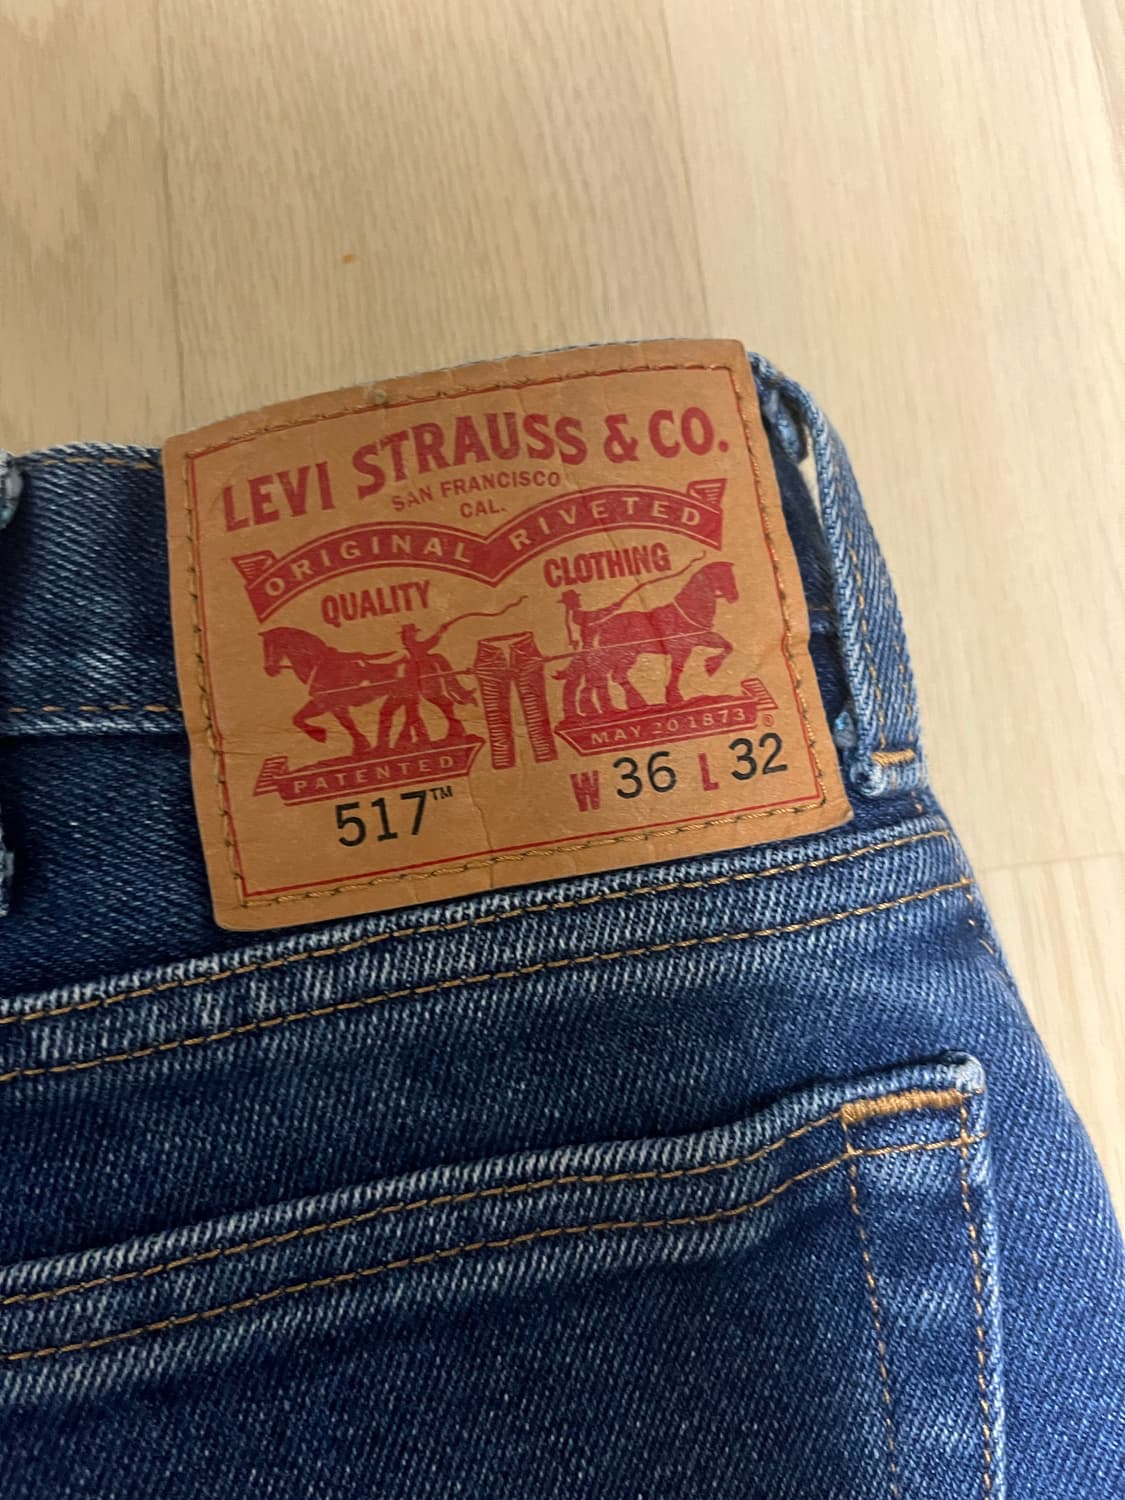 LEVI STRAUSS & CO.
SAN FRANCISCO
CAL.
ORIGINAL RIVETED
QUALITY CLOTHING
PATENTED MAY 20 1873 ®
517™ W 36 L 32